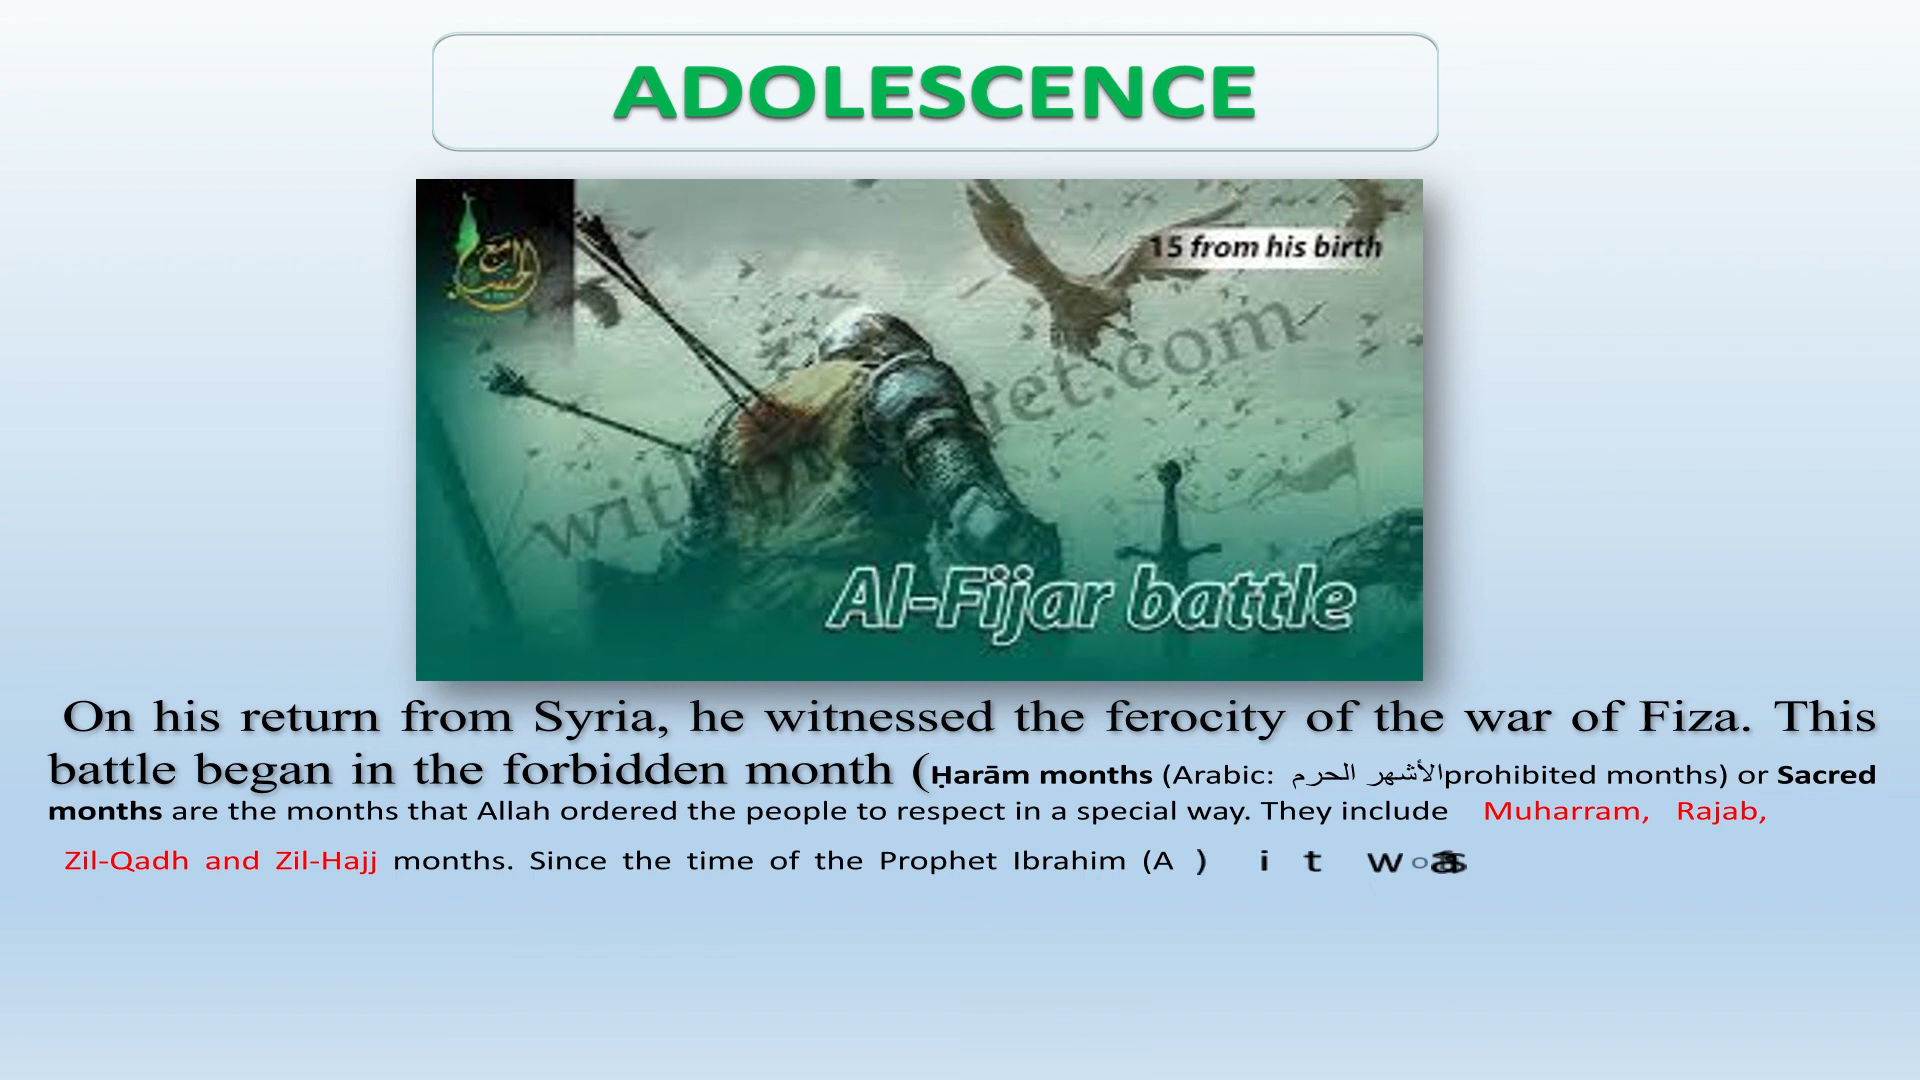 ADOLESCENCE
15 from his birth
Al-Fijar battle
On his return from Syria, he witnessed the ferocity of the war of Fiza. This
battle began in the forbidden month (Ḥarām months (Arabic: الأشهر الحرم prohibited months) or Sacred
months are the months that Allah ordered the people to respect in a special way. They include Muharram, Rajab,
Zil-Qadh and Zil-Hajj months. Since the time of the Prophet Ibrahim (A ) it was